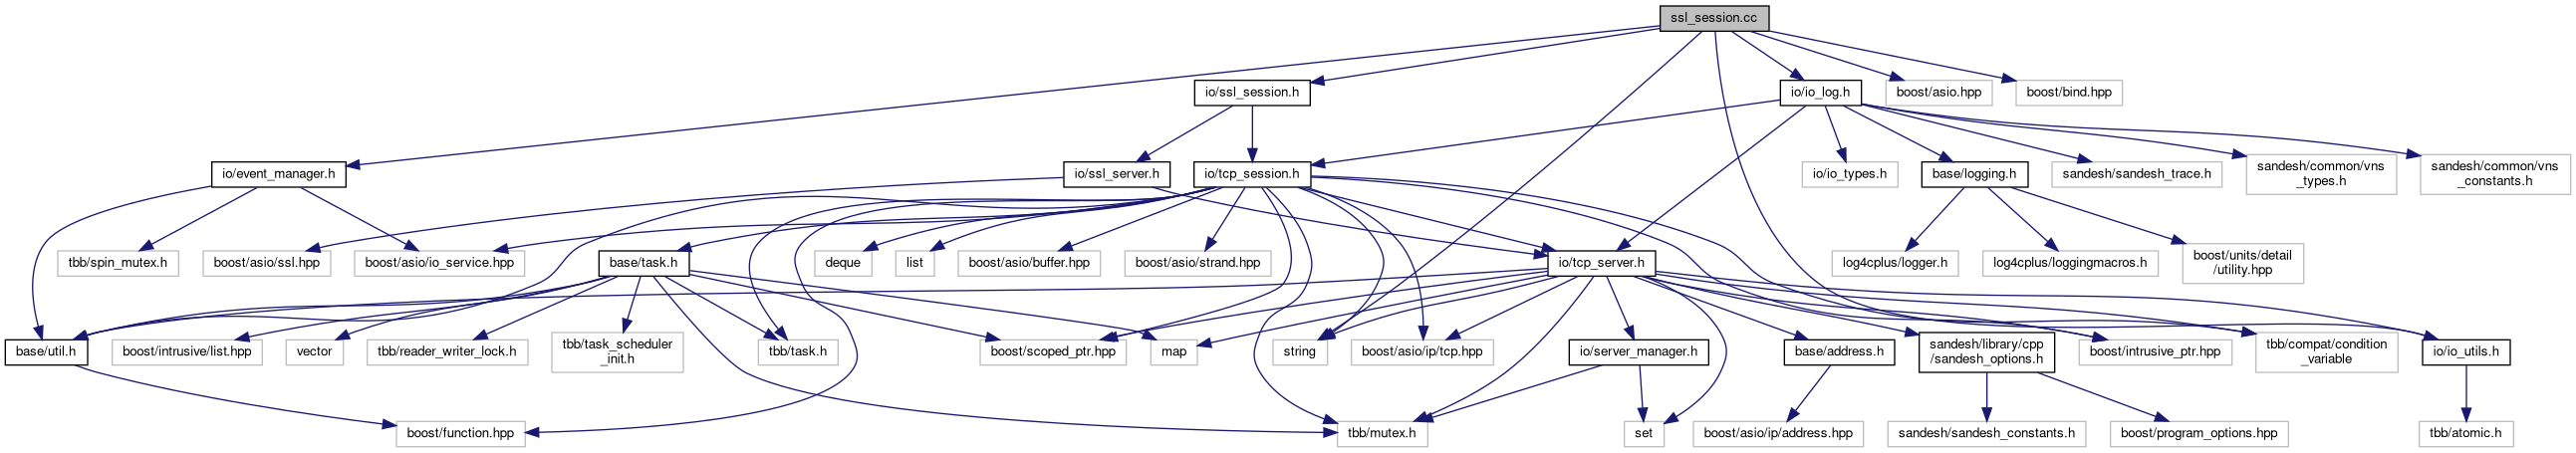 ssl_session.cc
io/ssl_session.h
io/io_log.h
boost/asio.hpp
boost/bind.hpp
io/event_manager.h
io/ssl_server.h
io/tcp_session.h
io/io_types.h
base/logging.h
sandesh/sandesh_trace.h
sandesh/common/vns
_types.h
sandesh/common/vns
_constants.h
tbb/spin_mutex.h
boost/asio/ssl.hpp
boost/asio/io_service.hpp
base/task.h
deque
list
boost/asio/buffer.hpp
boost/asio/strand.hpp
io/tcp_server.h
log4cplus/logger.h
log4cplus/loggingmacros.h
boost/units/detail
/utility.hpp
base/util.h
boost/intrusive/list.hpp
vector
tbb/reader_writer_lock.h
tbb/task_scheduler
_init.h
tbb/task.h
boost/scoped_ptr.hpp
map
string
boost/asio/ip/tcp.hpp
io/server_manager.h
base/address.h
sandesh/library/cpp
/sandesh_options.h
boost/intrusive_ptr.hpp
tbb/compat/condition
_variable
io/io_utils.h
boost/function.hpp
tbb/mutex.h
set
boost/asio/ip/address.hpp
sandesh/sandesh_constants.h
boost/program_options.hpp
tbb/atomic.h